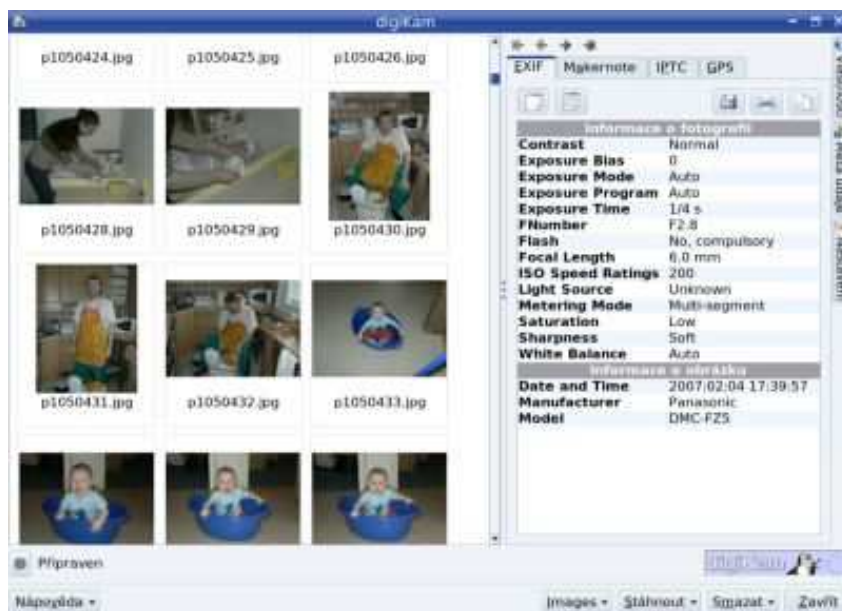 digiKam
p1050424.jpg p1050425.jpg p1050426.jpg
p1050428.jpg p1050429.jpg p1050430.jpg
p1050431.jpg p1050432.jpg p1050433.jpg
EXIF Makernote IPTC GPS
Informace o fotografii
Contrast Normal
Exposure Bias 0
Exposure Mode Auto
Exposure Program Auto
Exposure Time 1/4 s
FNumber F2.8
Flash No, compulsory
Focal Length 6.0 mm
ISO Speed Ratings 200
Light Source Unknown
Metering Mode Multi-segment
Saturation Low
Sharpness Soft
White Balance Auto
Informace o obrázku
Date and Time 2007:02:04 17:39:57
Manufacturer Panasonic
Model DMC-FZ5
Připraven
Nápověda Images Stáhnout Smazat Zavřít